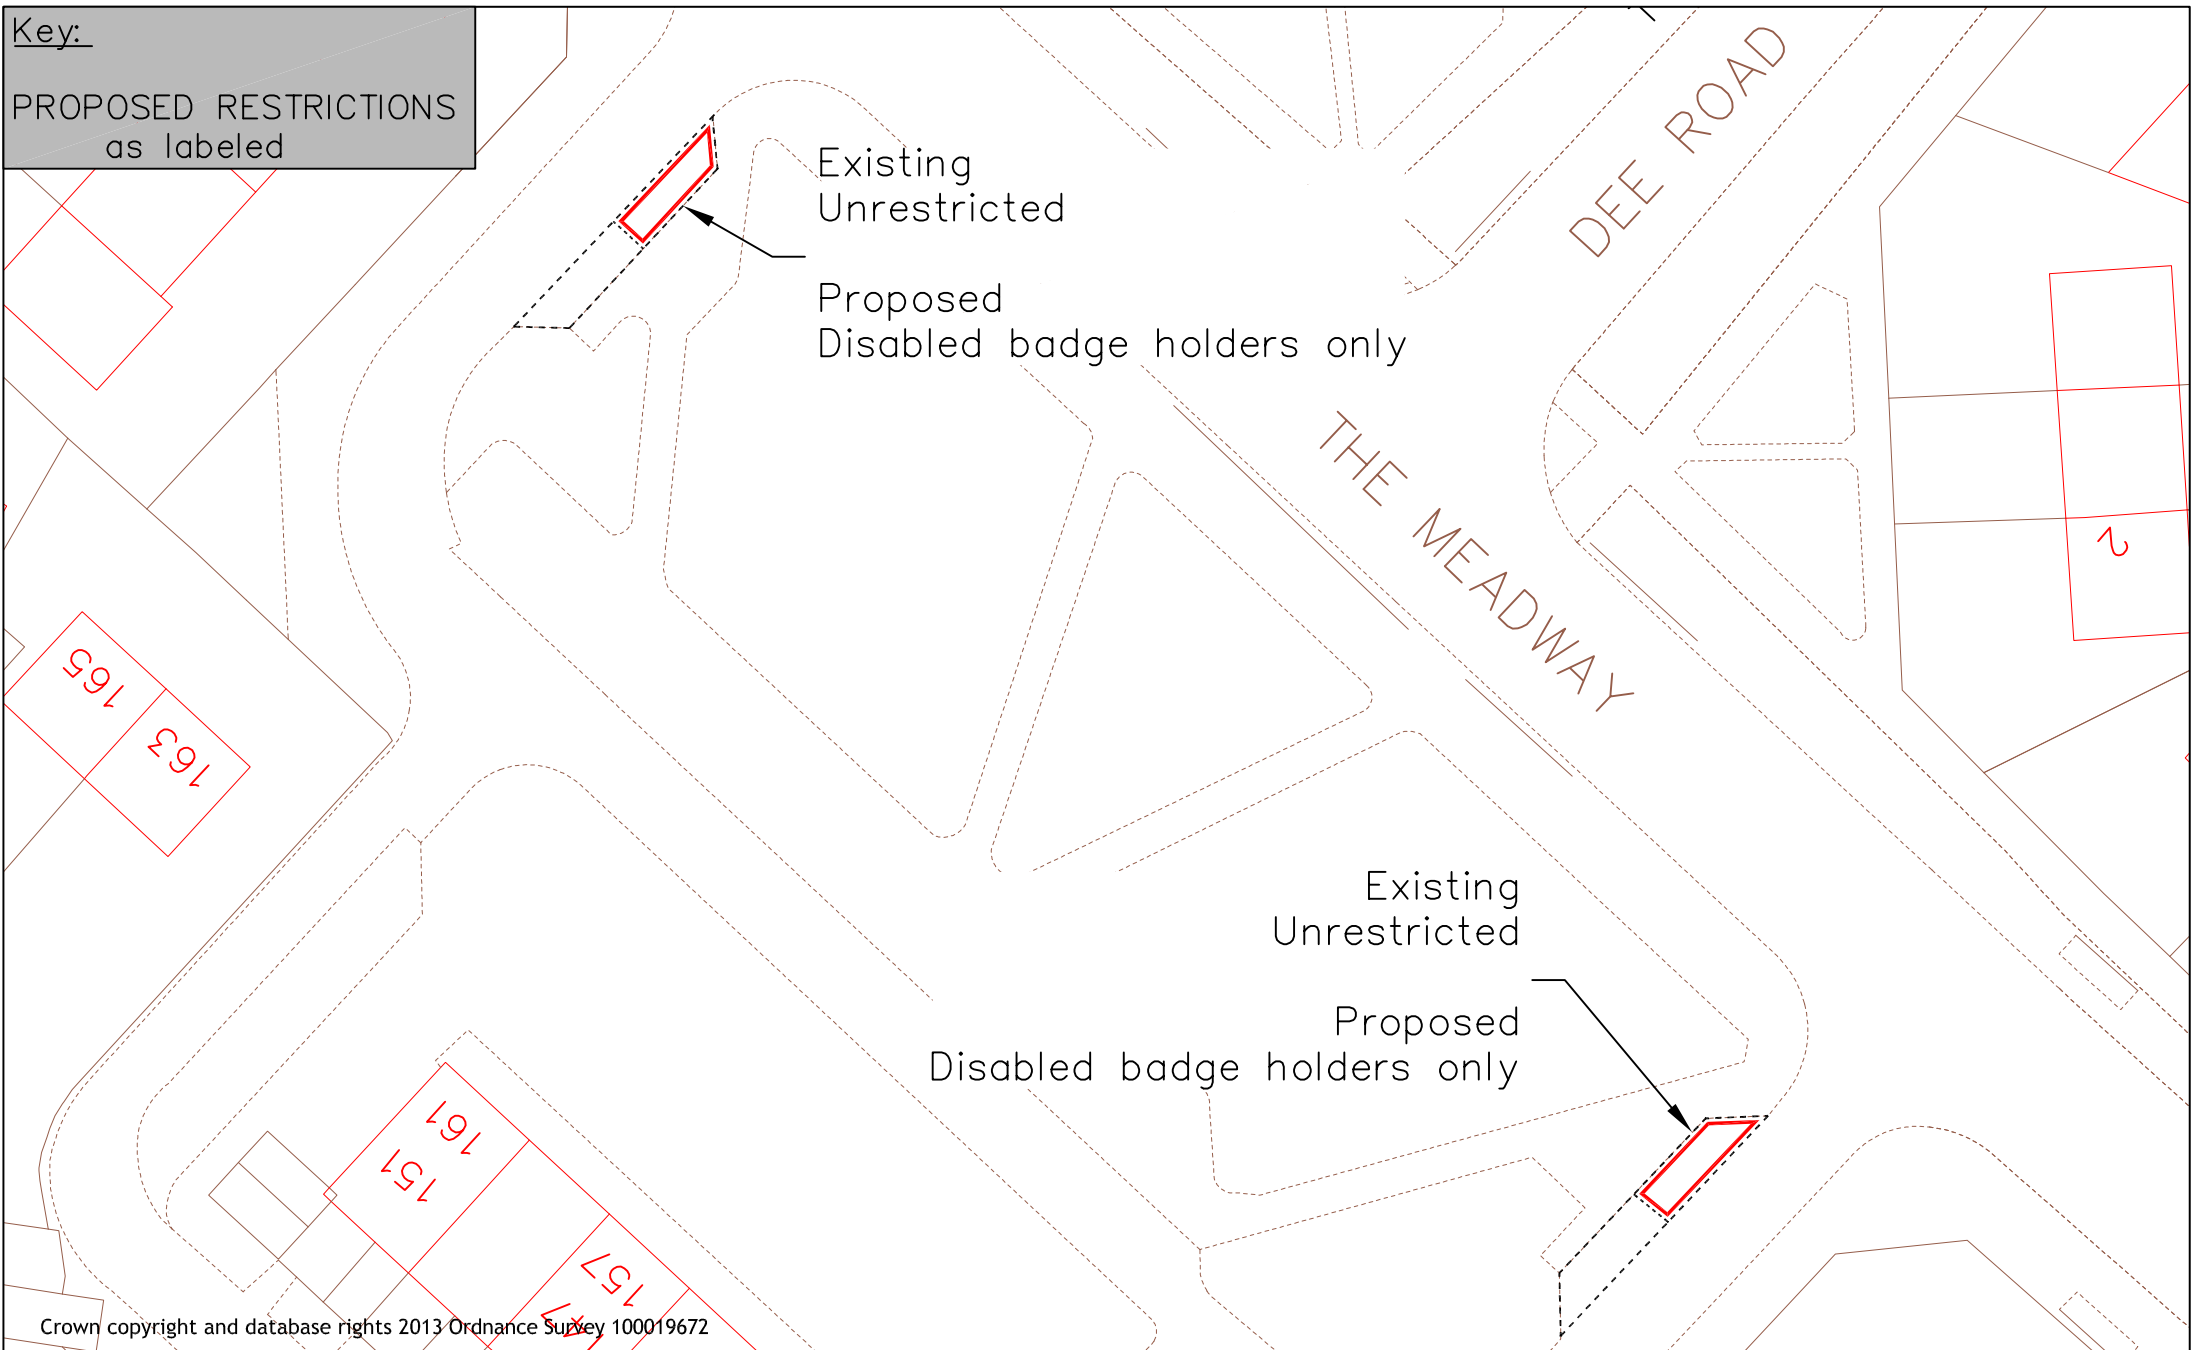 Key:
PROPOSED RESTRICTIONS
as labeled
DEE ROAD
Existing
Unrestricted
Proposed
Disabled badge holders only
THE MEADWAY
2
165
163
Existing
Unrestricted
Proposed
Disabled badge holders only
161
151
157
147
Crown copyright and database rights 2013 Ordnance Survey 100019672